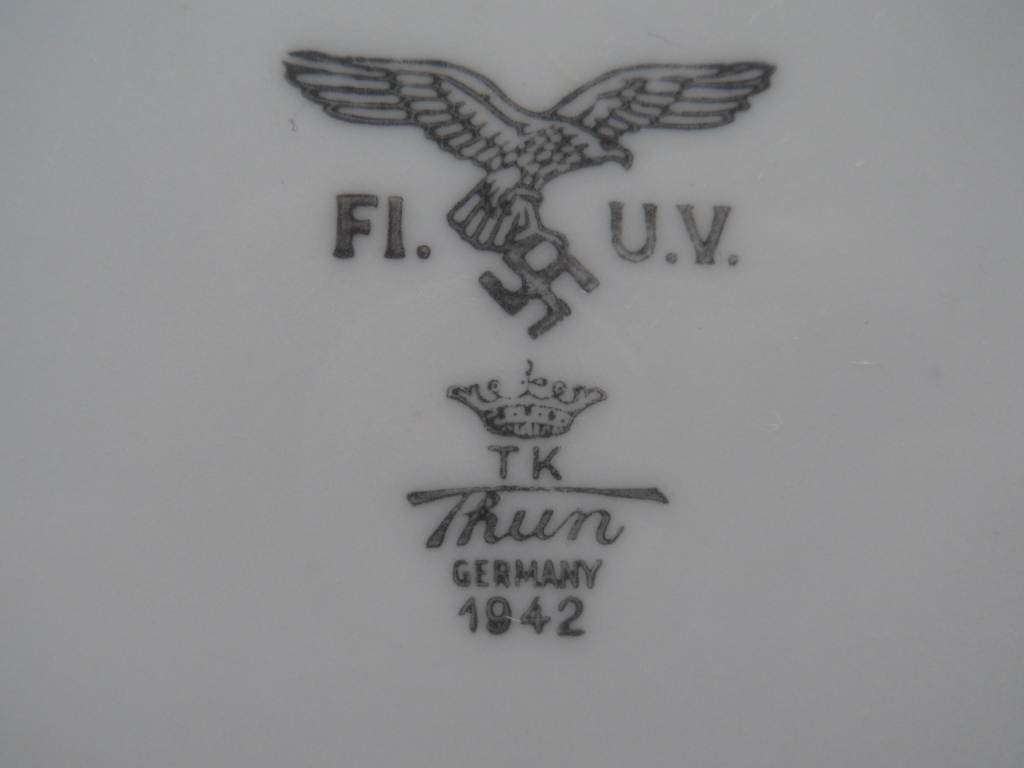 Fl. U.V.
TK
Thun
GERMANY
1942